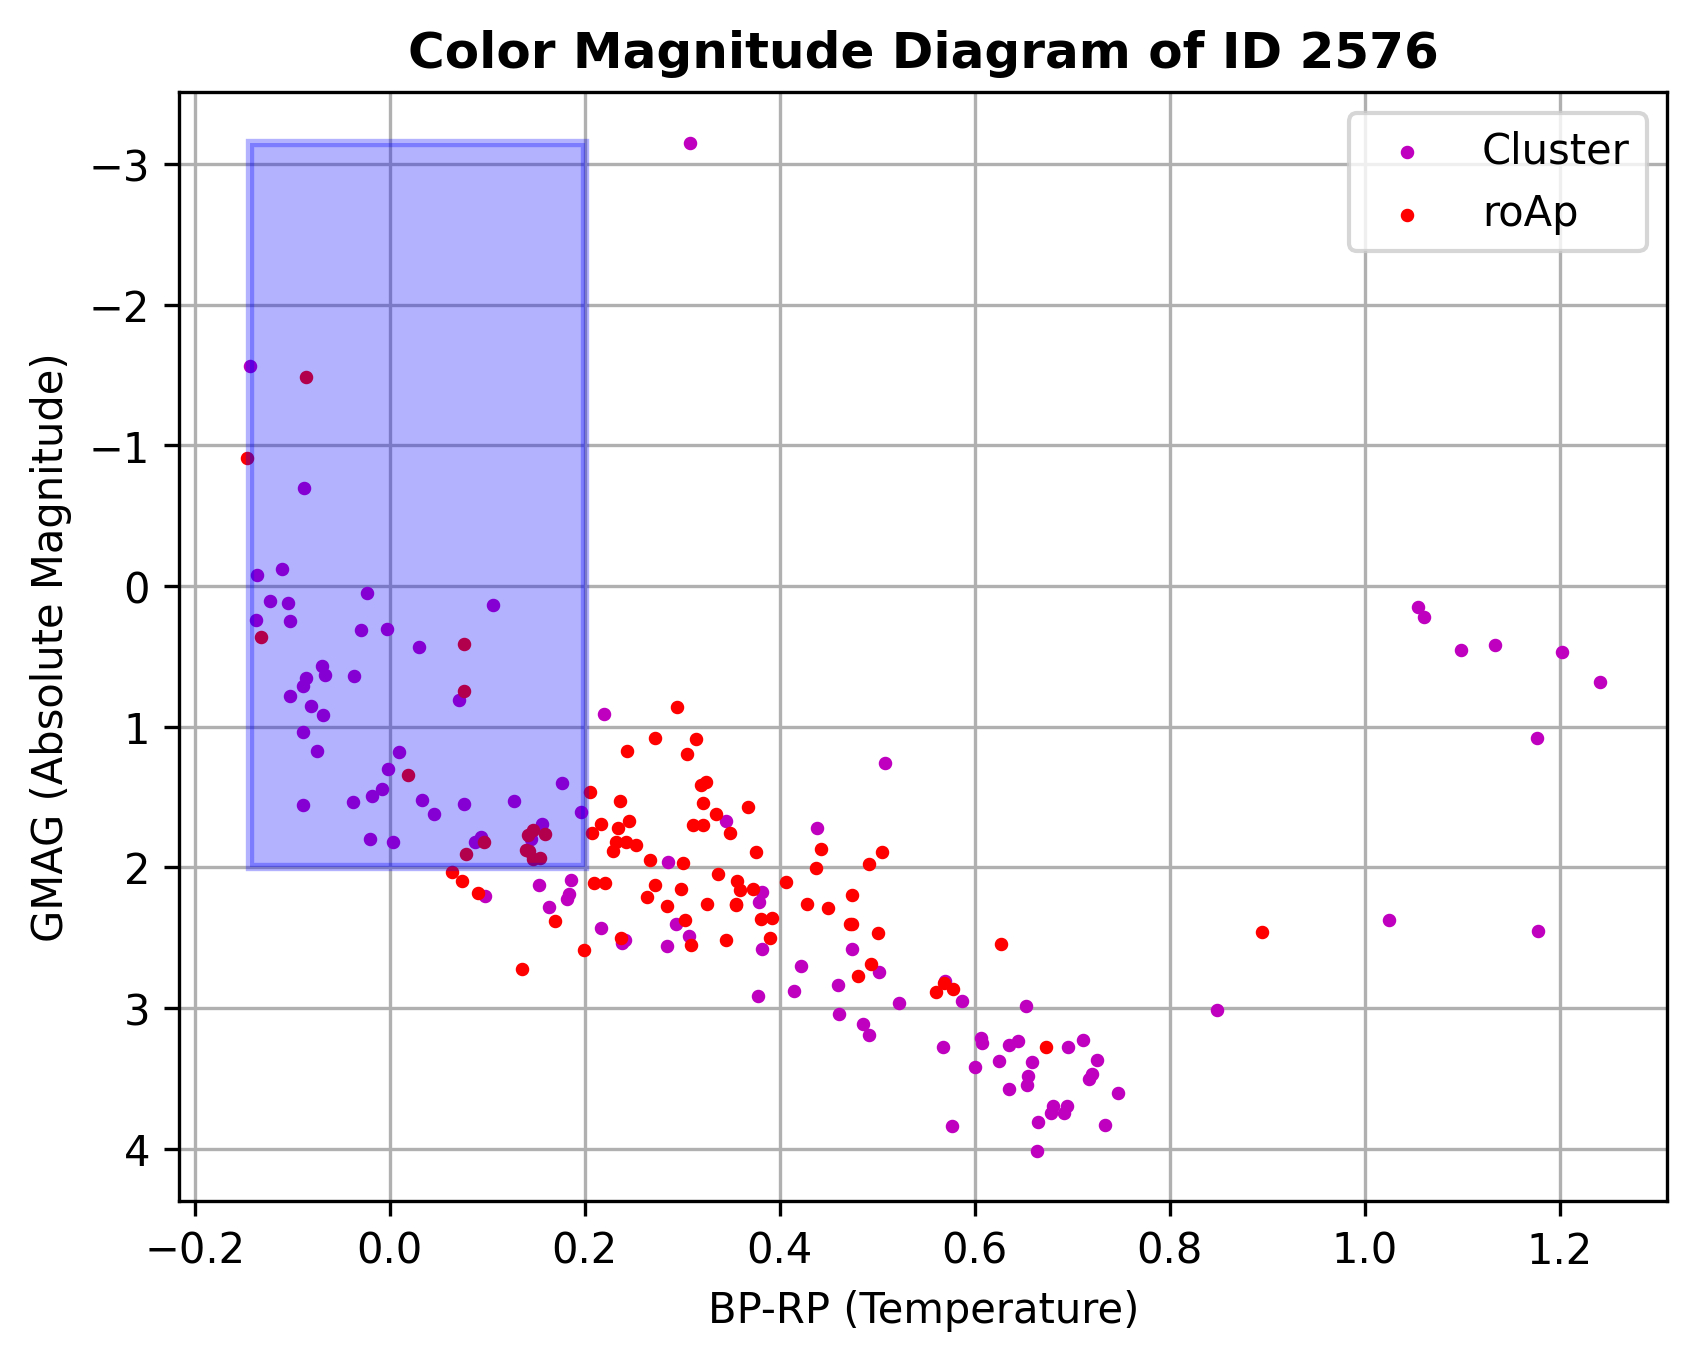 Color Magnitude Diagram of ID 2576
Cluster
roAp
GMAG (Absolute Magnitude)
−3
−2
−1
0
1
2
3
4
−0.2 0.0 0.2 0.4 0.6 0.8 1.0 1.2
BP-RP (Temperature)